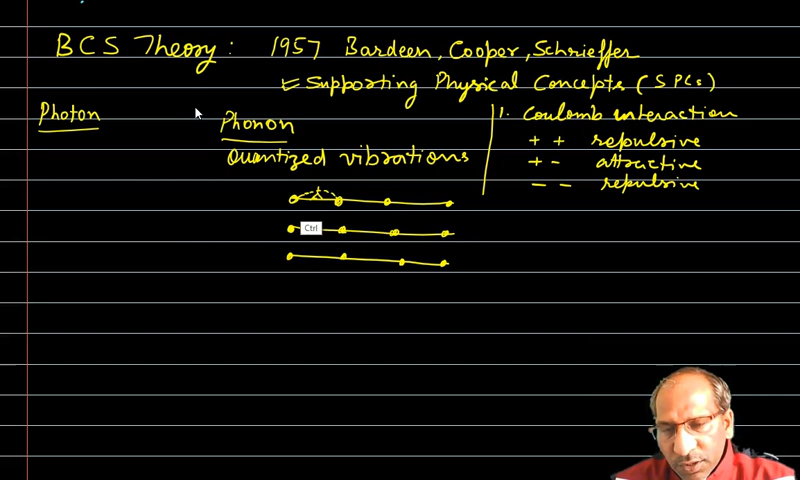 BCS Theory : 1957 Bardeen, Cooper, Schrieffer
Supporting Physical Concepts (SPCs)
Photon
Phonon
Quantized vibrations
1. Coulomb interaction
+ + repulsive
+ - attractive
- - repulsive
Ctrl